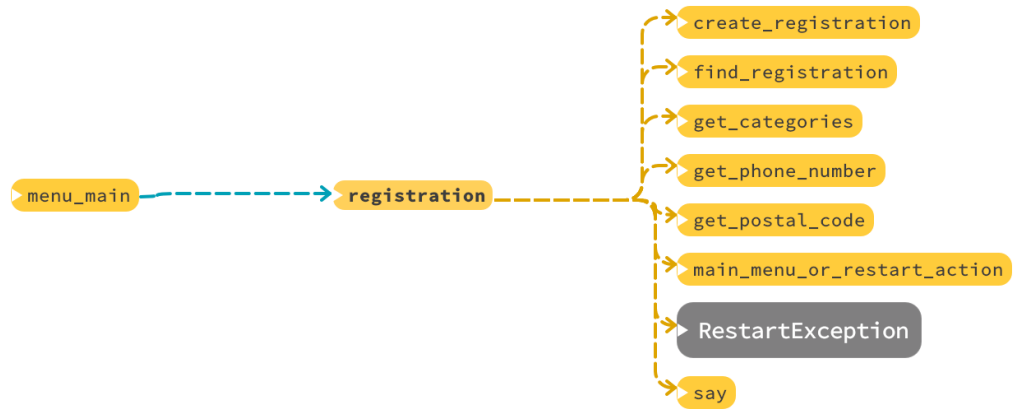 menu_main
registration
create_registration
find_registration
get_categories
get_phone_number
get_postal_code
main_menu_or_restart_action
RestartException
say